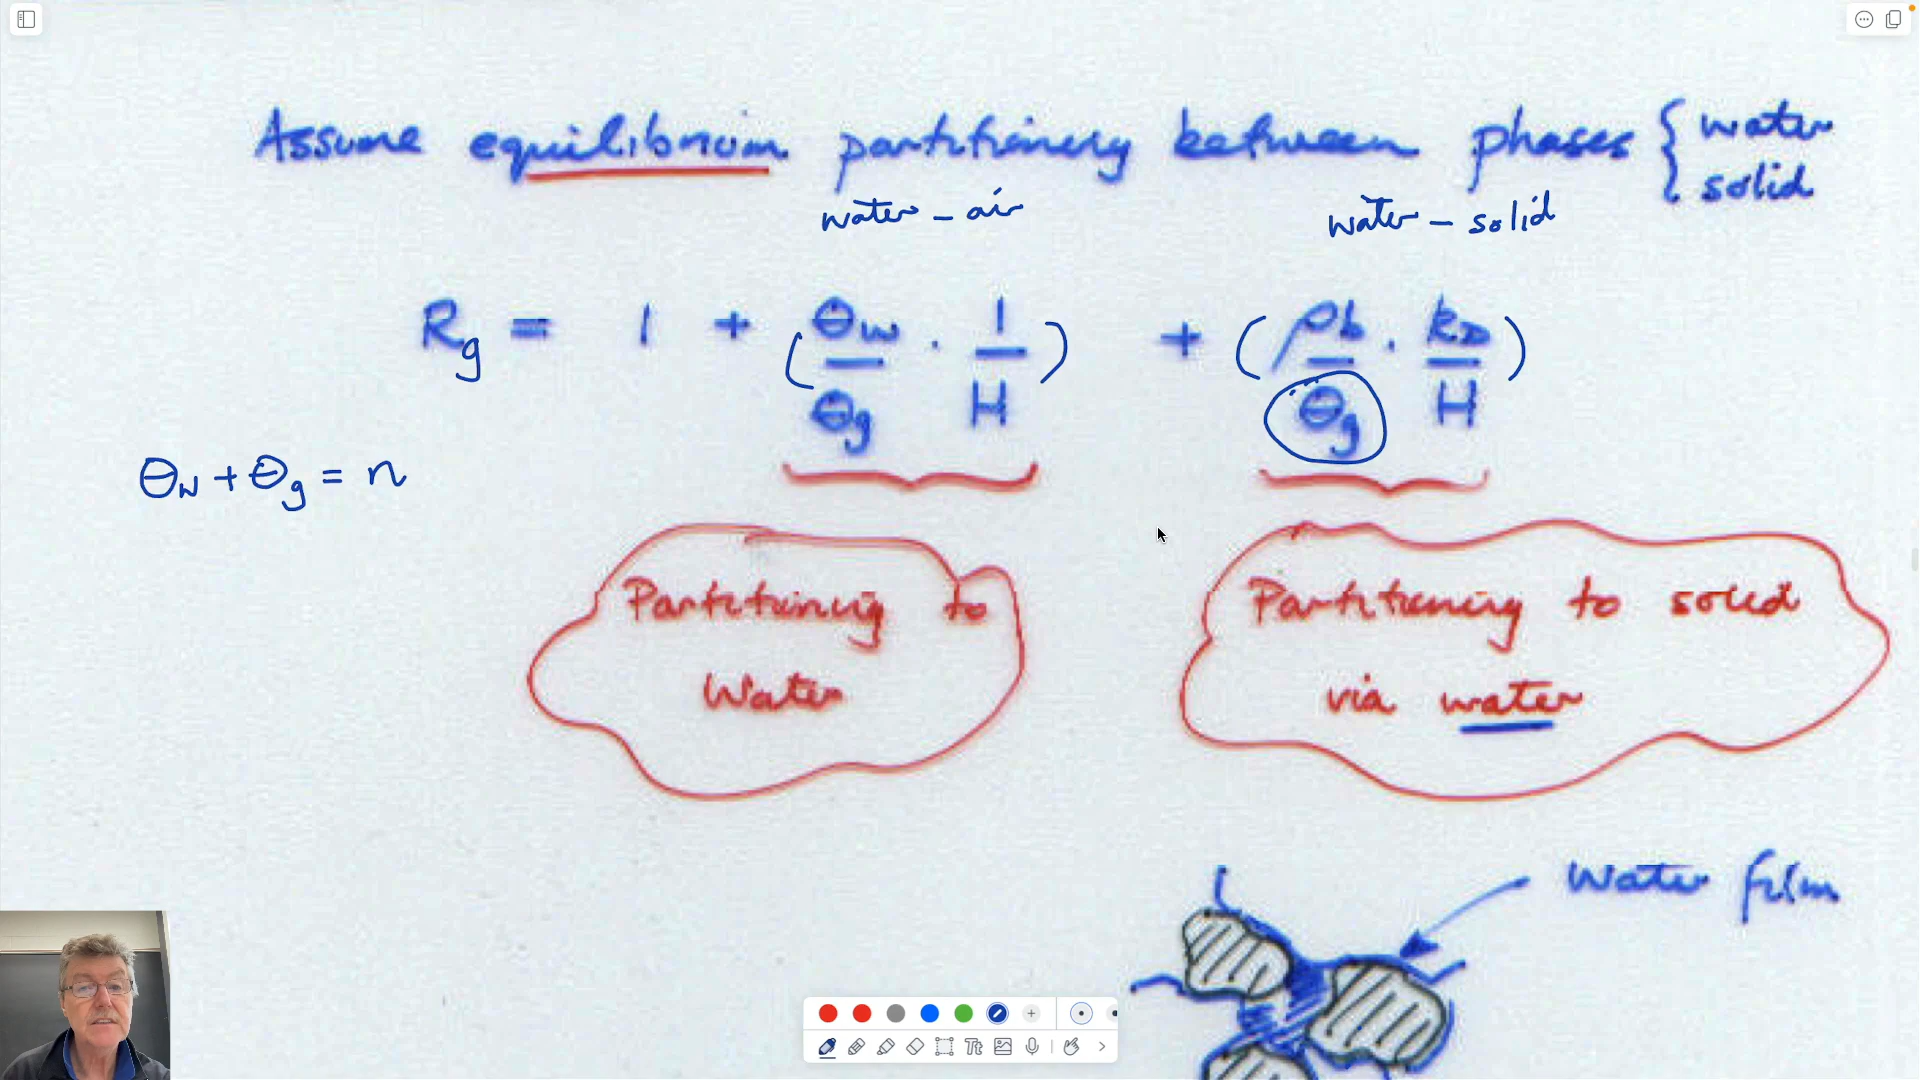 Assume equilibrium partitioning between phases { water
solid
water - air
water - solid
Rg = 1 + (θw/θg · 1/H) + (ρb/θg · kD/H)
θw + θg = n
Partitioning to
Water
Partitioning to solid
via water
Water film
Tt